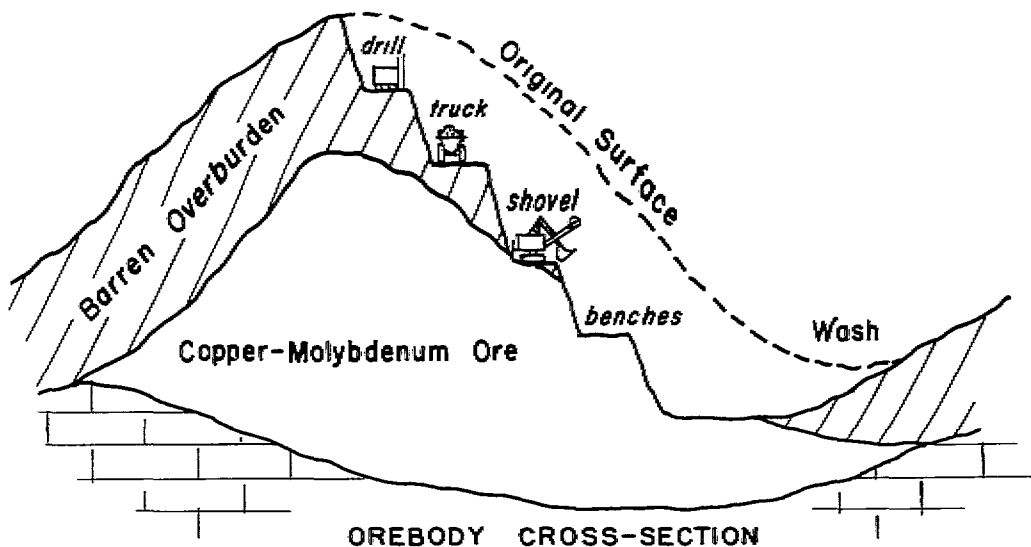 drill
Original Surface
truck
Barren Overburden
shovel
benches
Wash
Copper-Molybdenum Ore
OREBODY CROSS-SECTION